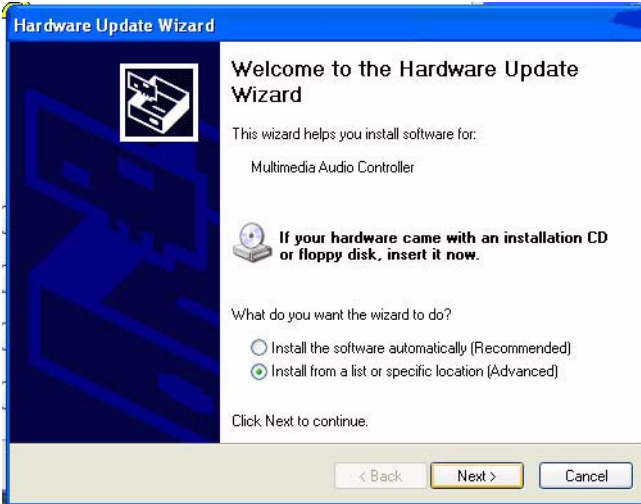 Hardware Update Wizard
Welcome to the Hardware Update
Wizard
This wizard helps you install software for:
Multimedia Audio Controller
If your hardware came with an installation CD
or floppy disk, insert it now.
What do you want the wizard to do?
Install the software automatically (Recommended)
Install from a list or specific location (Advanced)
Click Next to continue.
< Back
Next >
Cancel